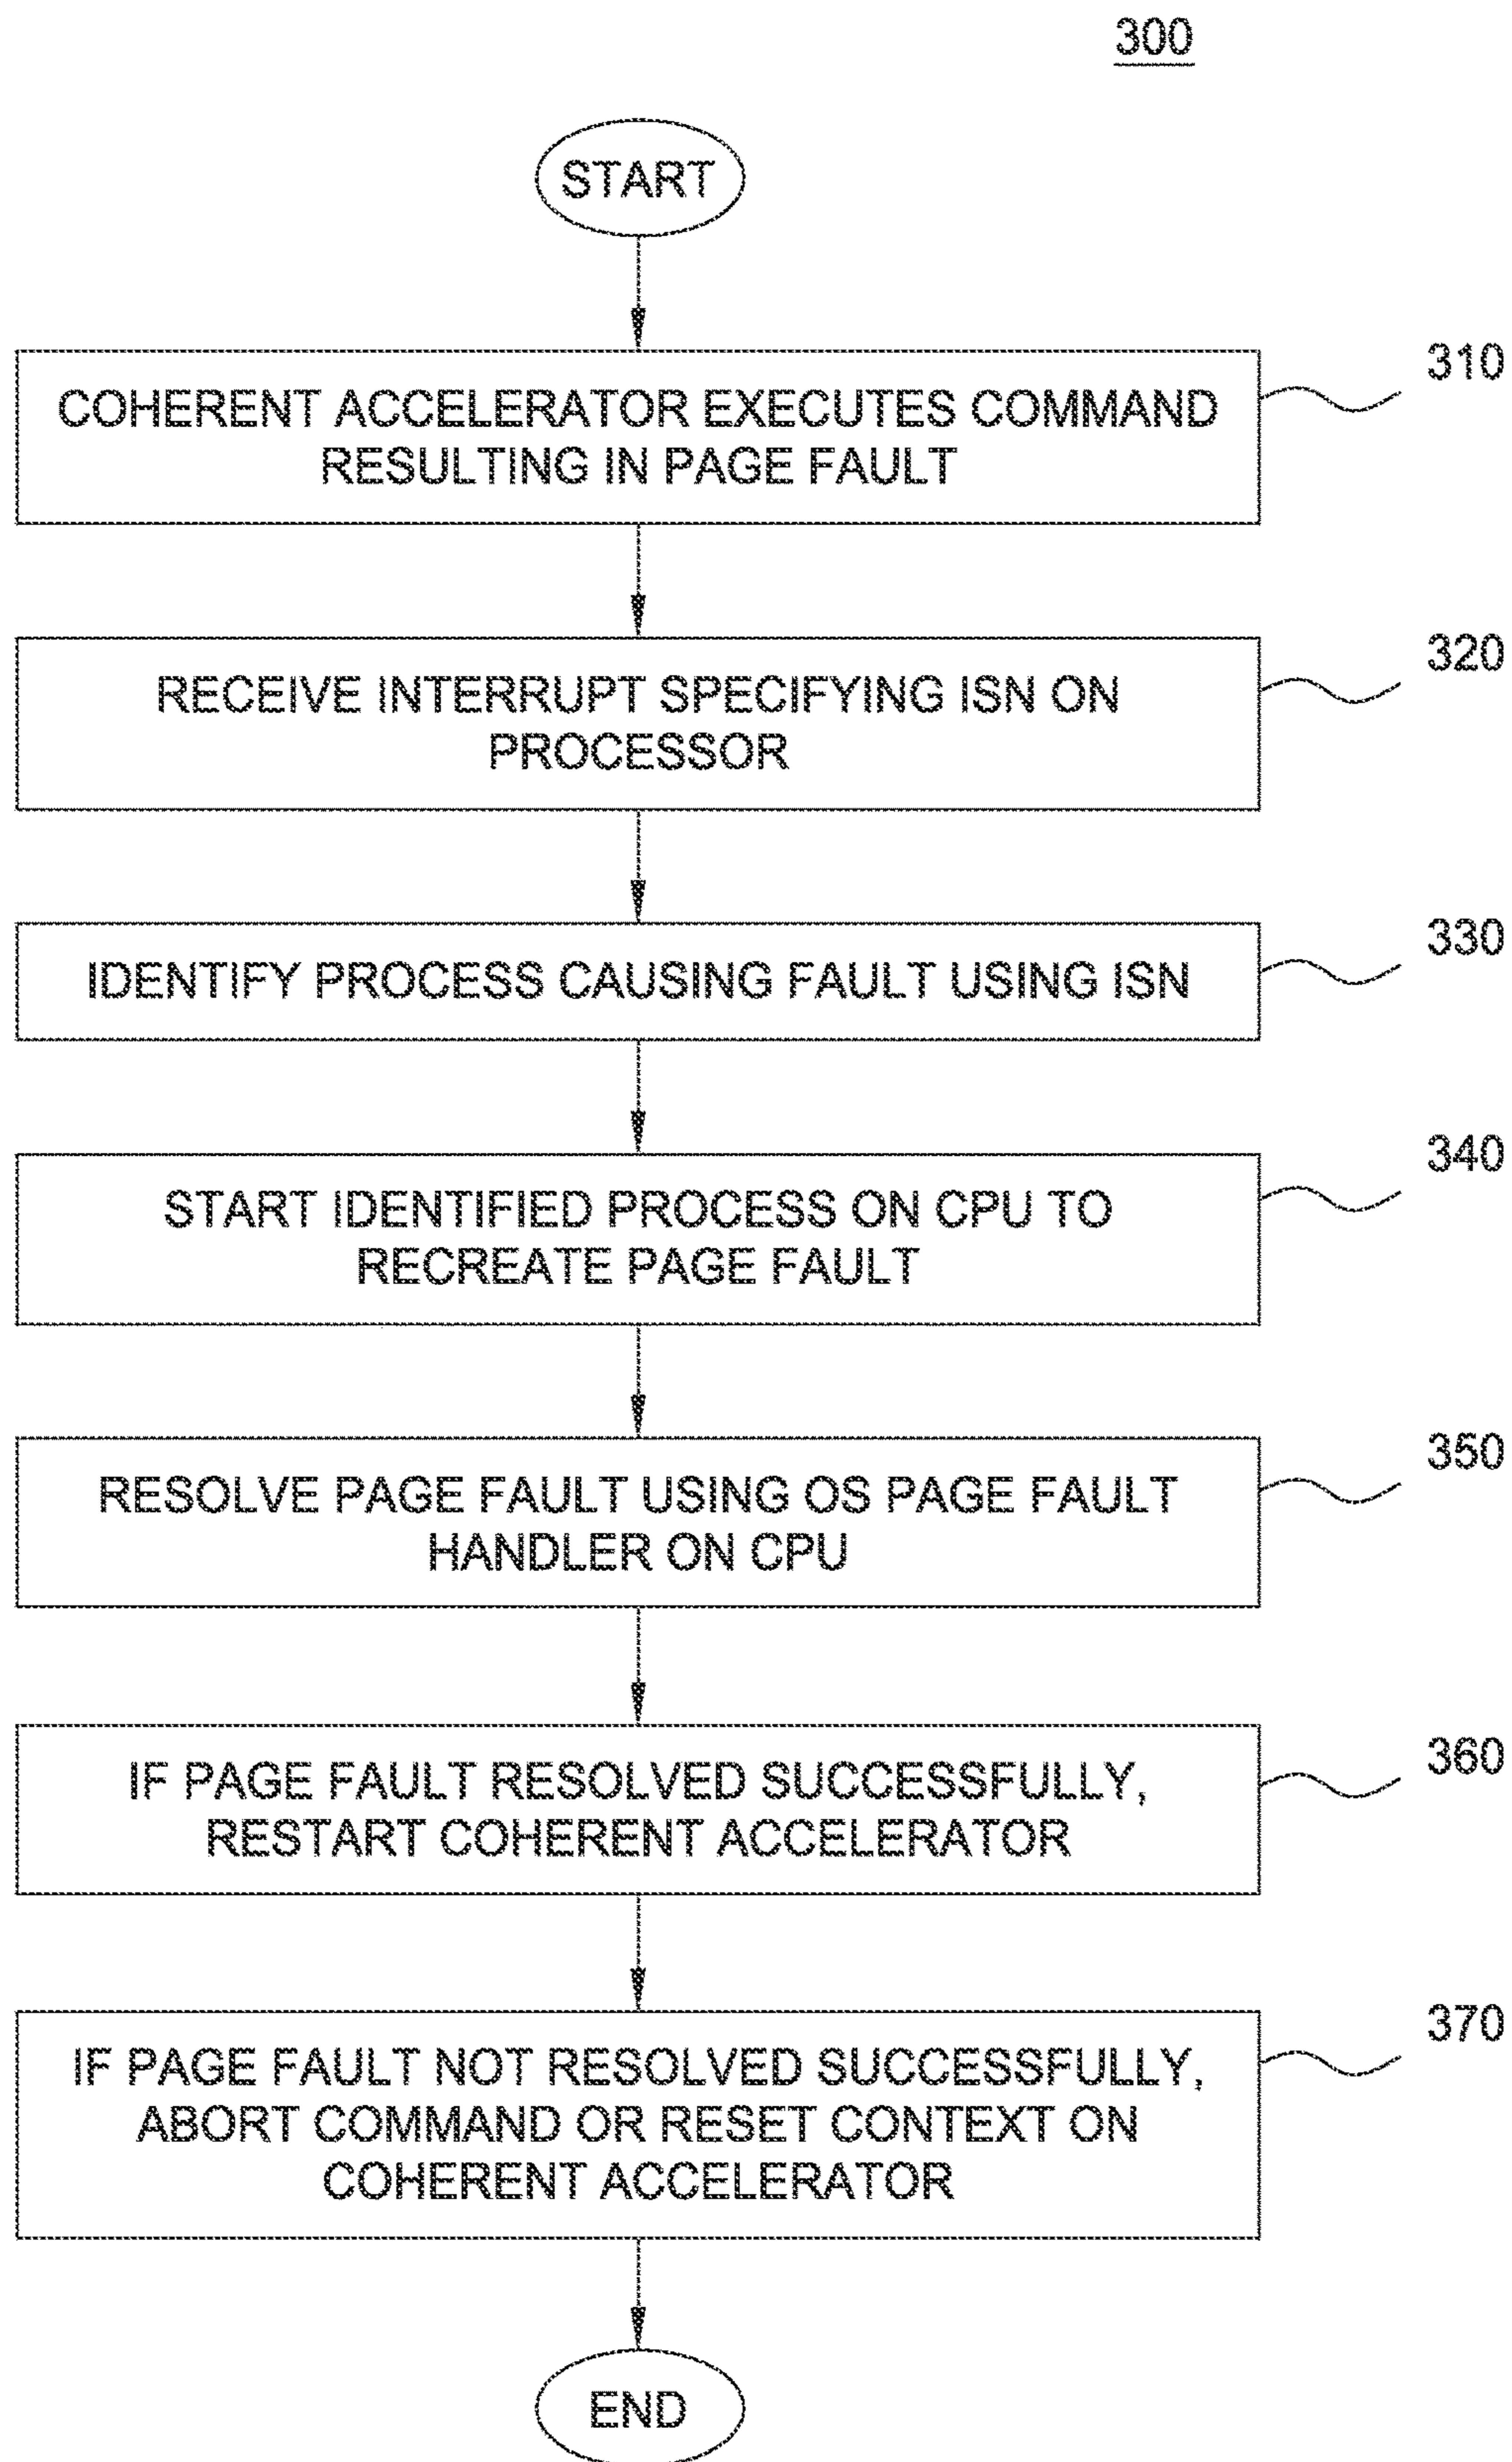 300
START
310
COHERENT ACCELERATOR EXECUTES COMMAND
RESULTING IN PAGE FAULT
320
RECEIVE INTERRUPT SPECIFYING ISN ON
PROCESSOR
330
IDENTIFY PROCESS CAUSING FAULT USING ISN
340
START IDENTIFIED PROCESS ON CPU TO
RECREATE PAGE FAULT
350
RESOLVE PAGE FAULT USING OS PAGE FAULT
HANDLER ON CPU
360
IF PAGE FAULT RESOLVED SUCCESSFULLY,
RESTART COHERENT ACCELERATOR
370
IF PAGE FAULT NOT RESOLVED SUCCESSFULLY,
ABORT COMMAND OR RESET CONTEXT ON
COHERENT ACCELERATOR
END